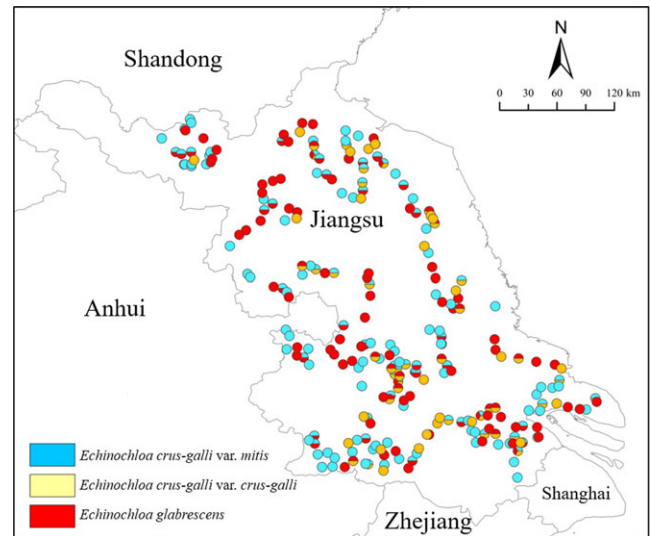 N
Shandong
0 30 60 90 120 km
Jiangsu
Anhui
Echinochloa crus-galli var. mitis
Echinochloa crus-galli var. crus-galli
Echinochloa glabrescens
Shanghai
Zhejiang